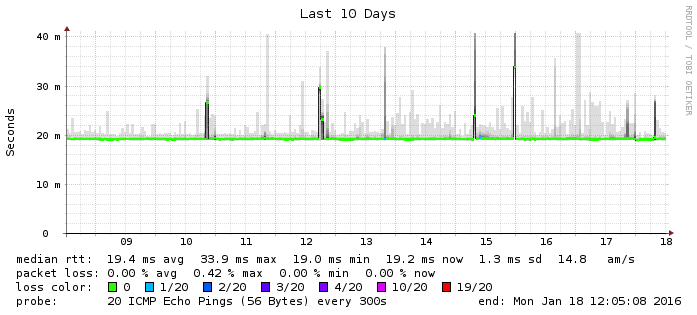 Last 10 Days
RRDTOOL / TOBI OETIKER
Seconds
40 m
30 m
20 m
10 m
0
09 10 11 12 13 14 15 16 17 18
median rtt: 19.4 ms avg 33.9 ms max 19.0 ms min 19.2 ms now 1.3 ms sd 14.8 am/s
packet loss: 0.00 % avg 0.42 % max 0.00 % min 0.00 % now
loss color: 0 1/20 2/20 3/20 4/20 10/20 19/20
probe: 20 ICMP Echo Pings (56 Bytes) every 300s end: Mon Jan 18 12:05:08 2016